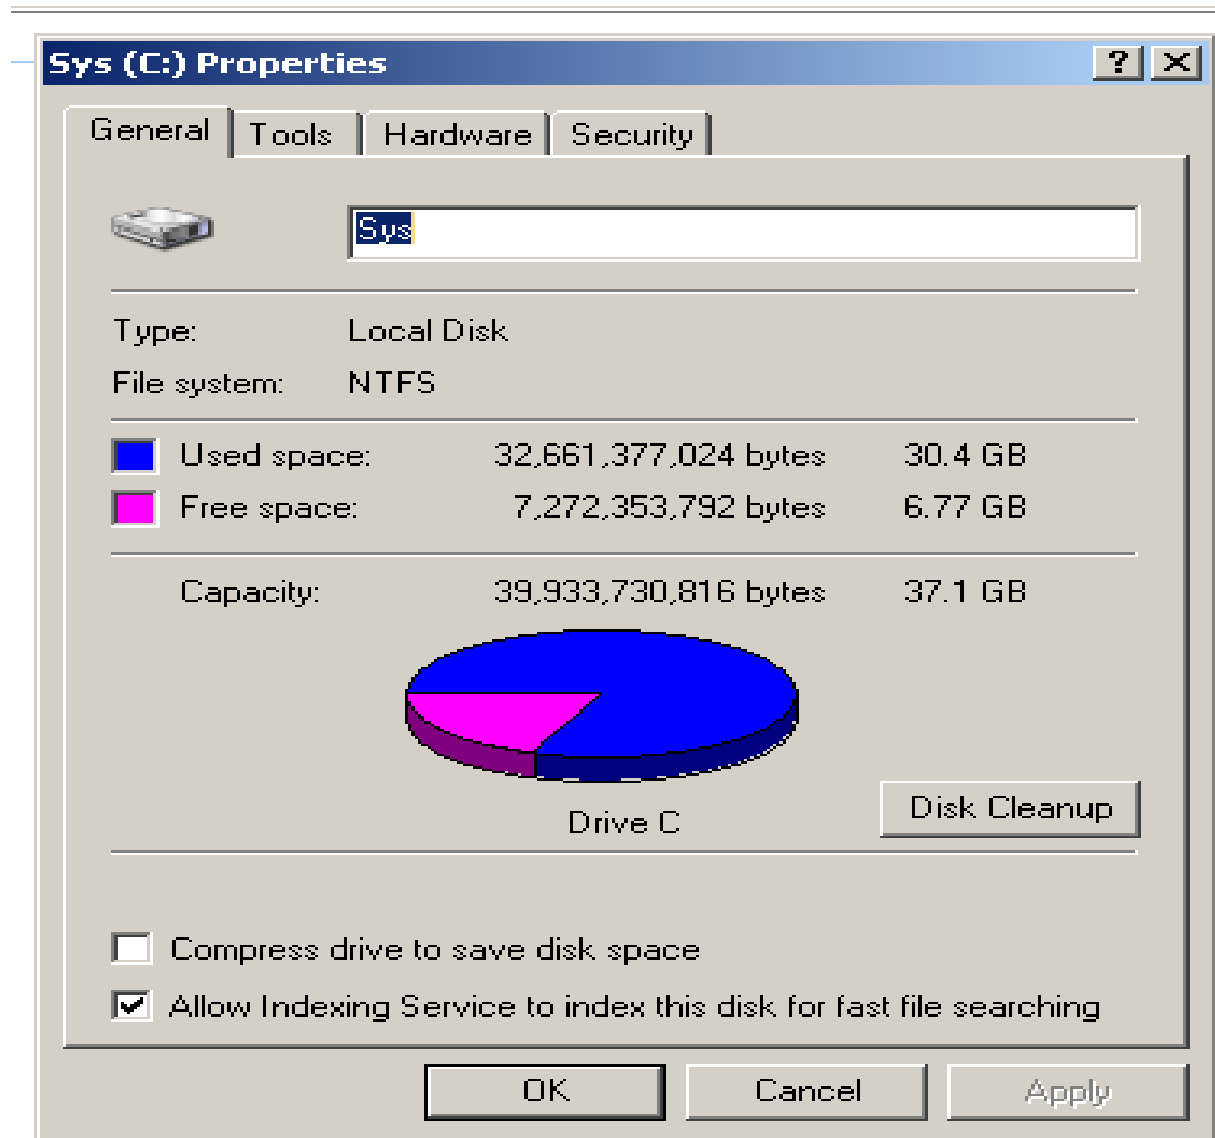 Sys (C:) Properties
General Tools Hardware Security
Sys
Type: Local Disk
File system: NTFS
Used space: 32,661,377,024 bytes 30.4 GB
Free space: 7,272,353,792 bytes 6.77 GB
Capacity: 39,933,730,816 bytes 37.1 GB
Drive C
Disk Cleanup
Compress drive to save disk space
Allow Indexing Service to index this disk for fast file searching
OK Cancel Apply